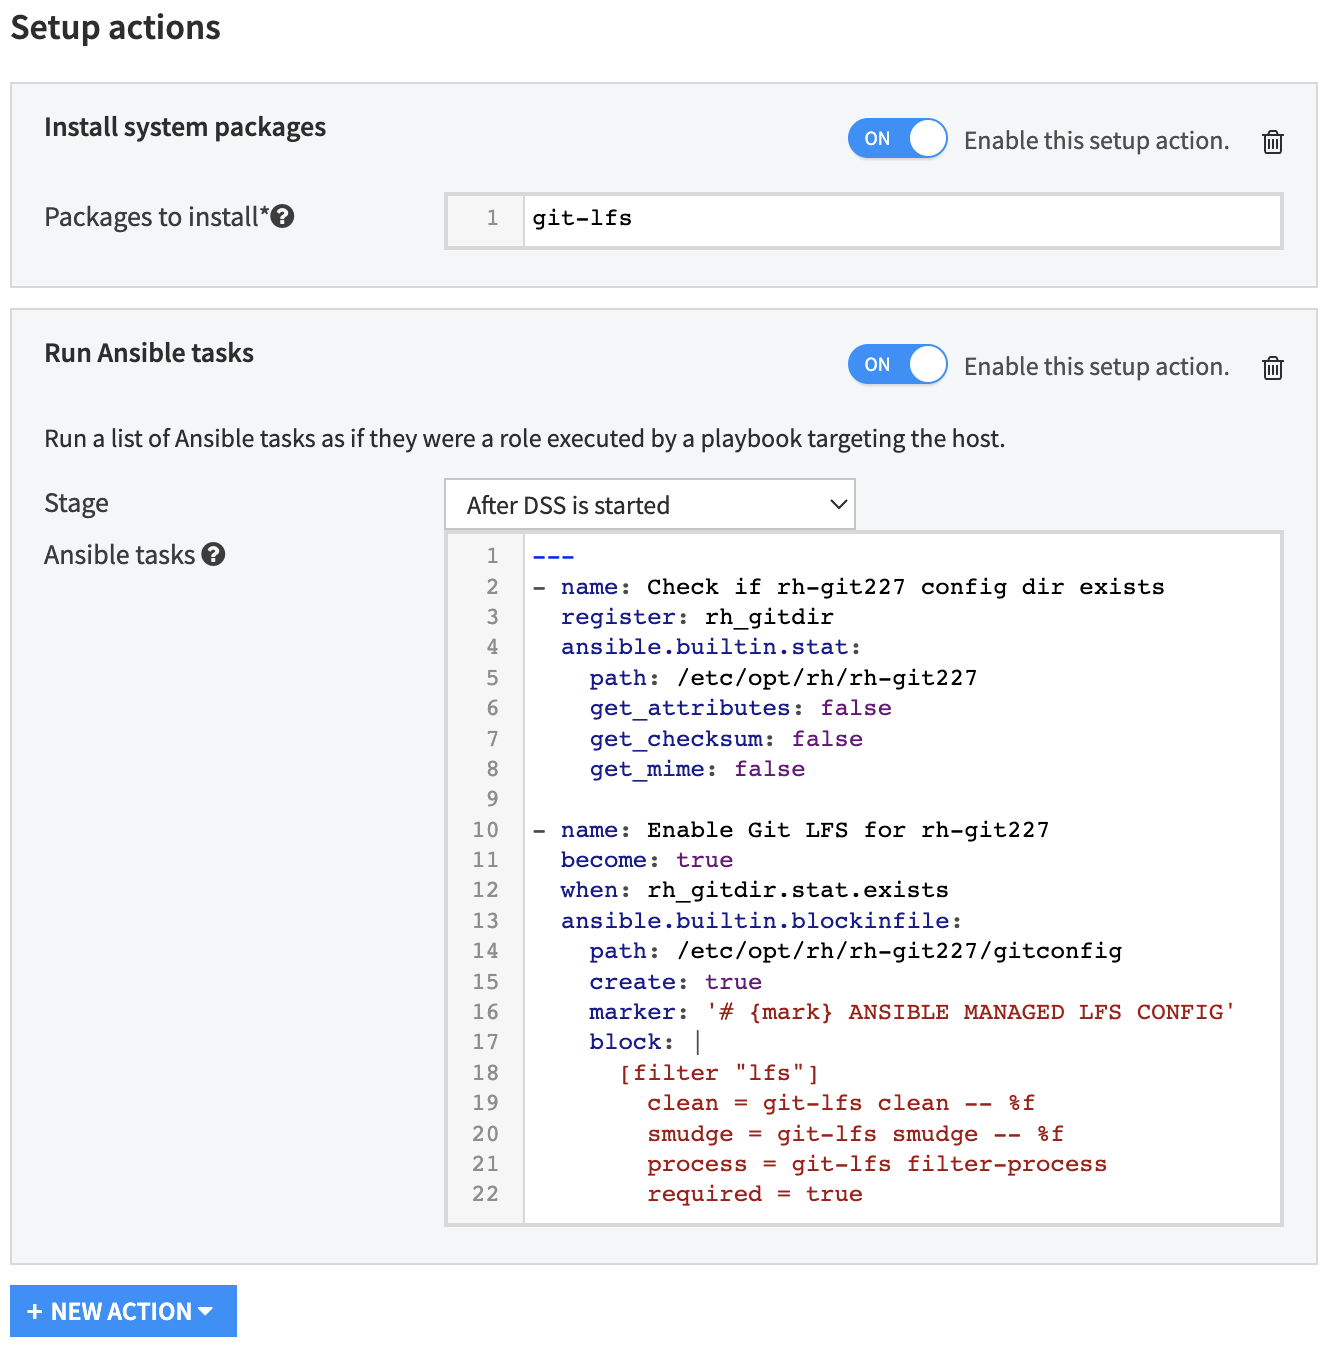 Setup actions
Install system packages
ON Enable this setup action.
Packages to install*?
1 git-lfs
Run Ansible tasks
ON Enable this setup action.
Run a list of Ansible tasks as if they were a role executed by a playbook targeting the host.
Stage After DSS is started
Ansible tasks ?
1 ---
2 - name: Check if rh-git227 config dir exists
3   register: rh_gitdir
4   ansible.builtin.stat:
5     path: /etc/opt/rh/rh-git227
6     get_attributes: false
7     get_checksum: false
8     get_mime: false
9
10 - name: Enable Git LFS for rh-git227
11   become: true
12   when: rh_gitdir.stat.exists
13   ansible.builtin.blockinfile:
14     path: /etc/opt/rh/rh-git227/gitconfig
15     create: true
16     marker: '# {mark} ANSIBLE MANAGED LFS CONFIG'
17     block: |
18       [filter "lfs"]
19         clean = git-lfs clean -- %f
20         smudge = git-lfs smudge -- %f
21         process = git-lfs filter-process
22         required = true
+ NEW ACTION